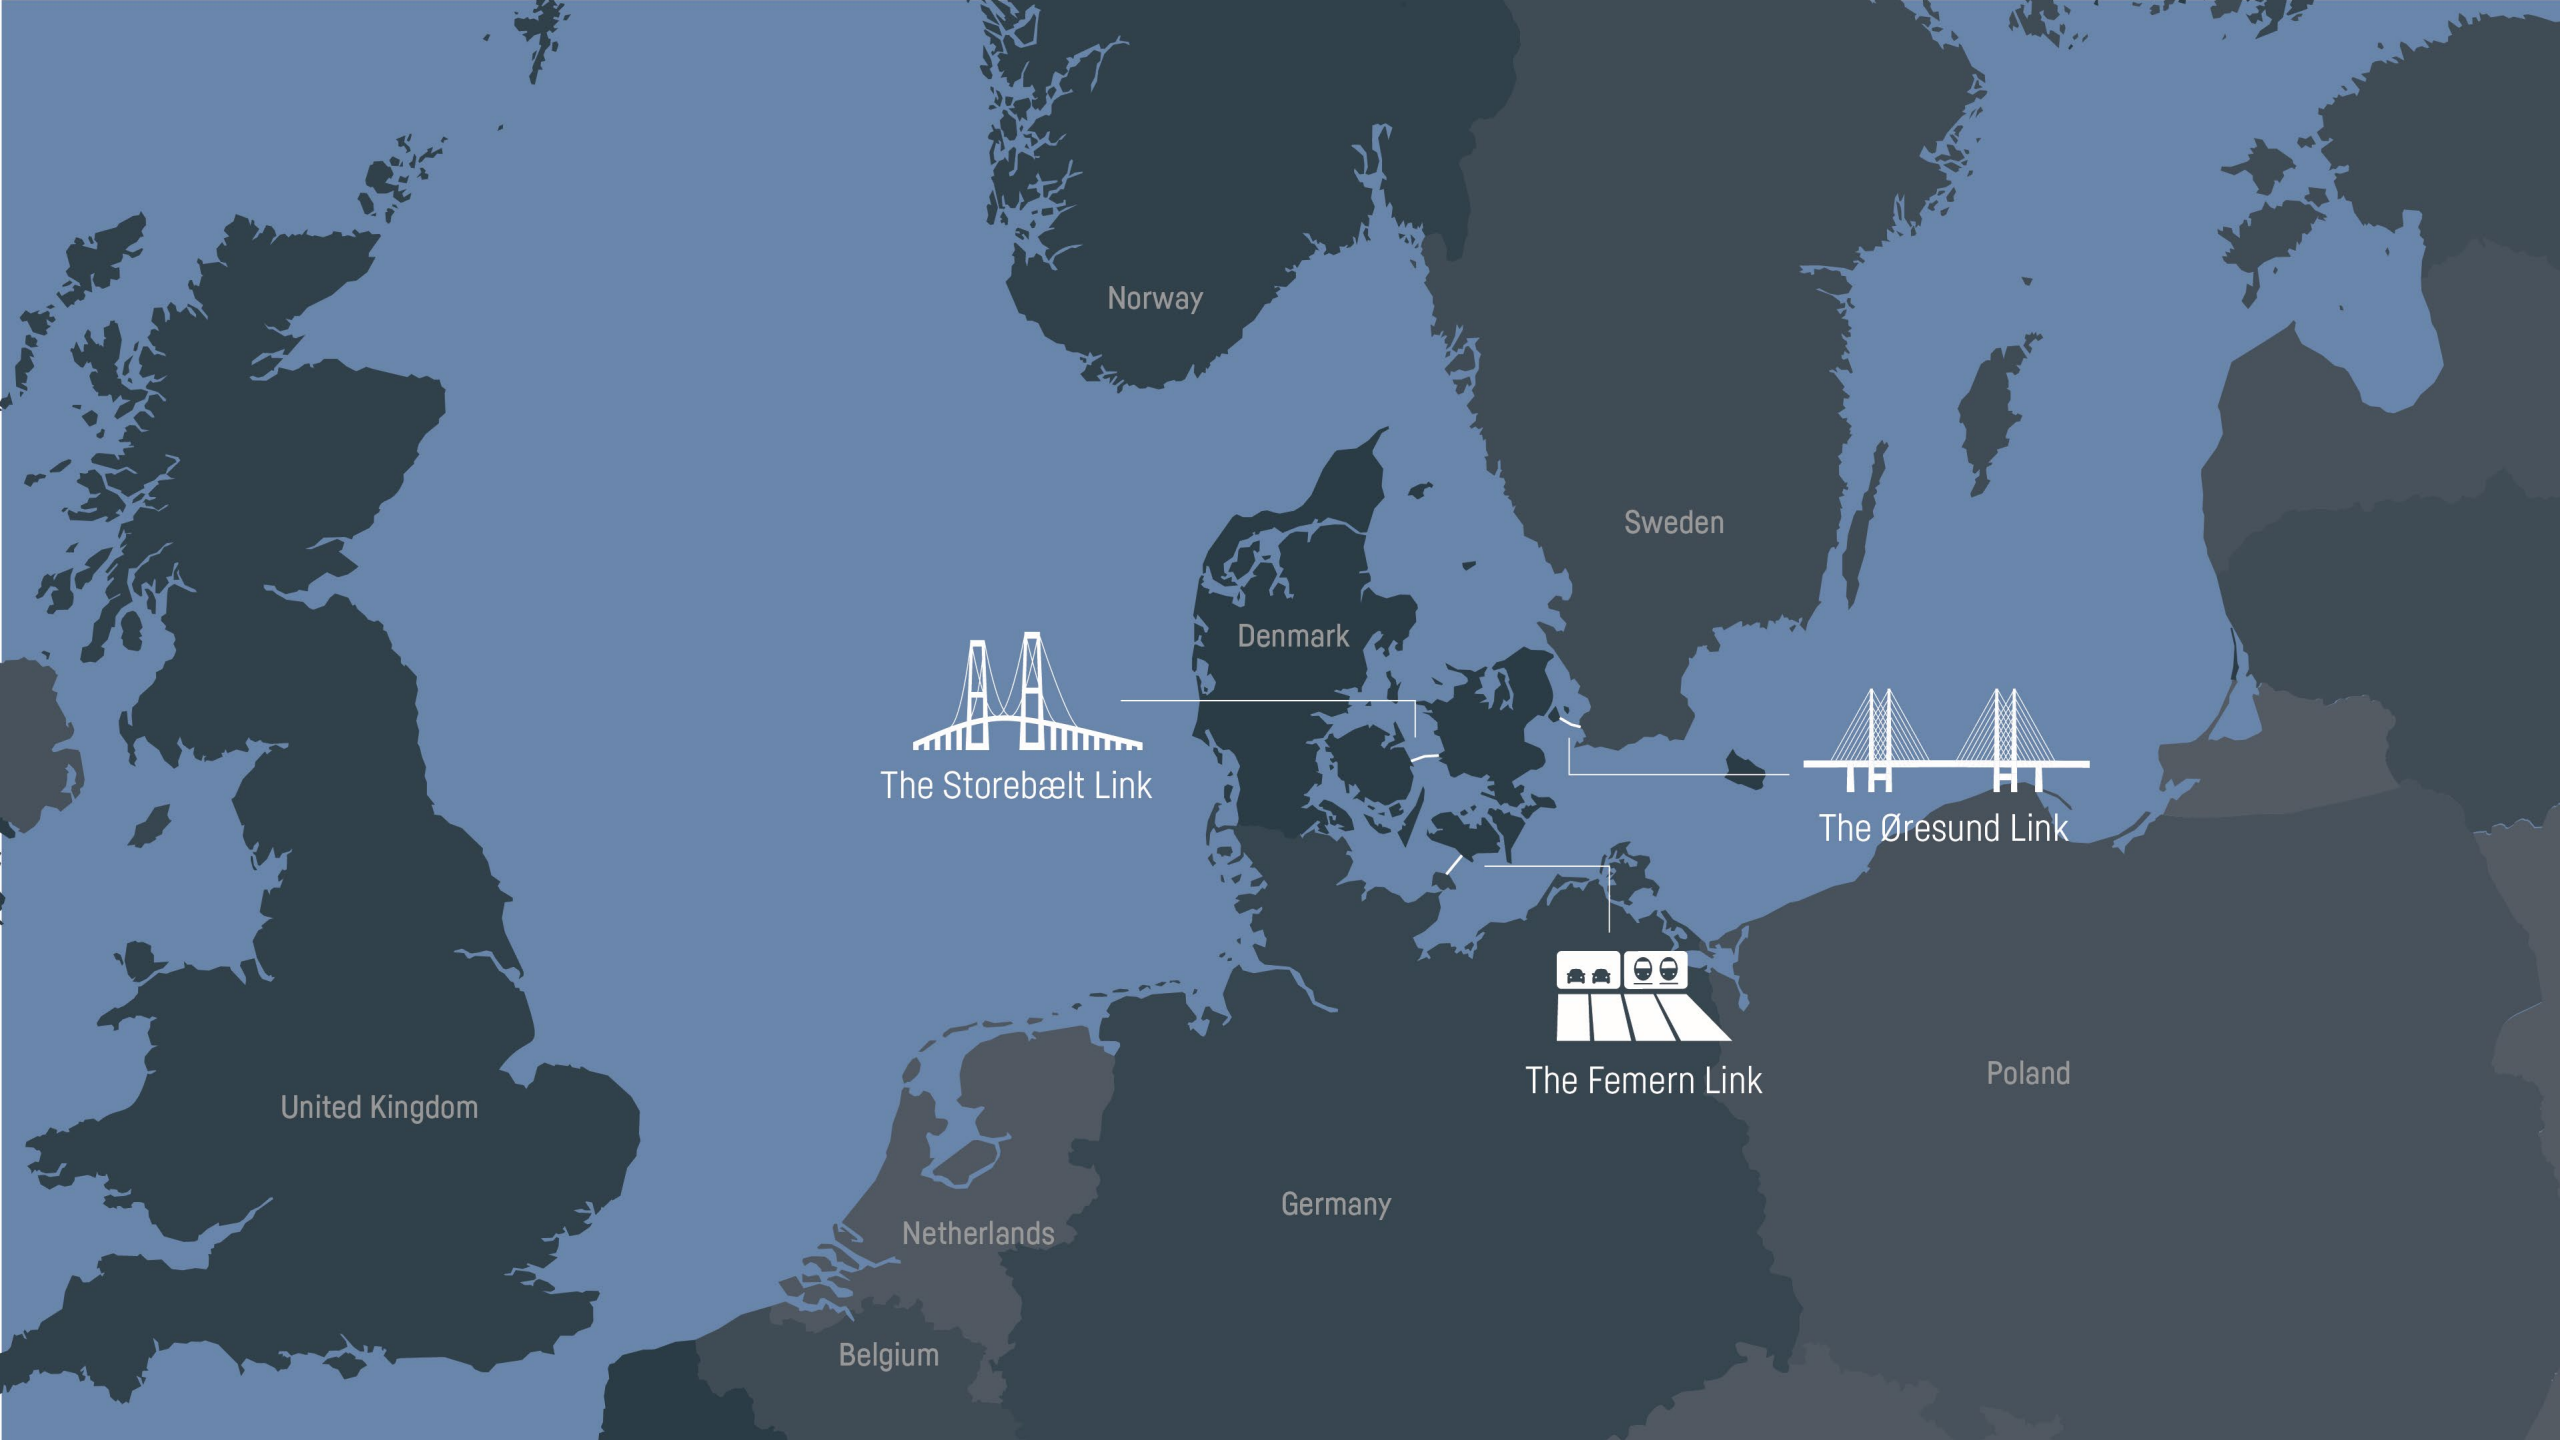 Norway
Sweden
Denmark
The Storebælt Link
The Øresund Link
The Femern Link
Poland
United Kingdom
Germany
Netherlands
Belgium